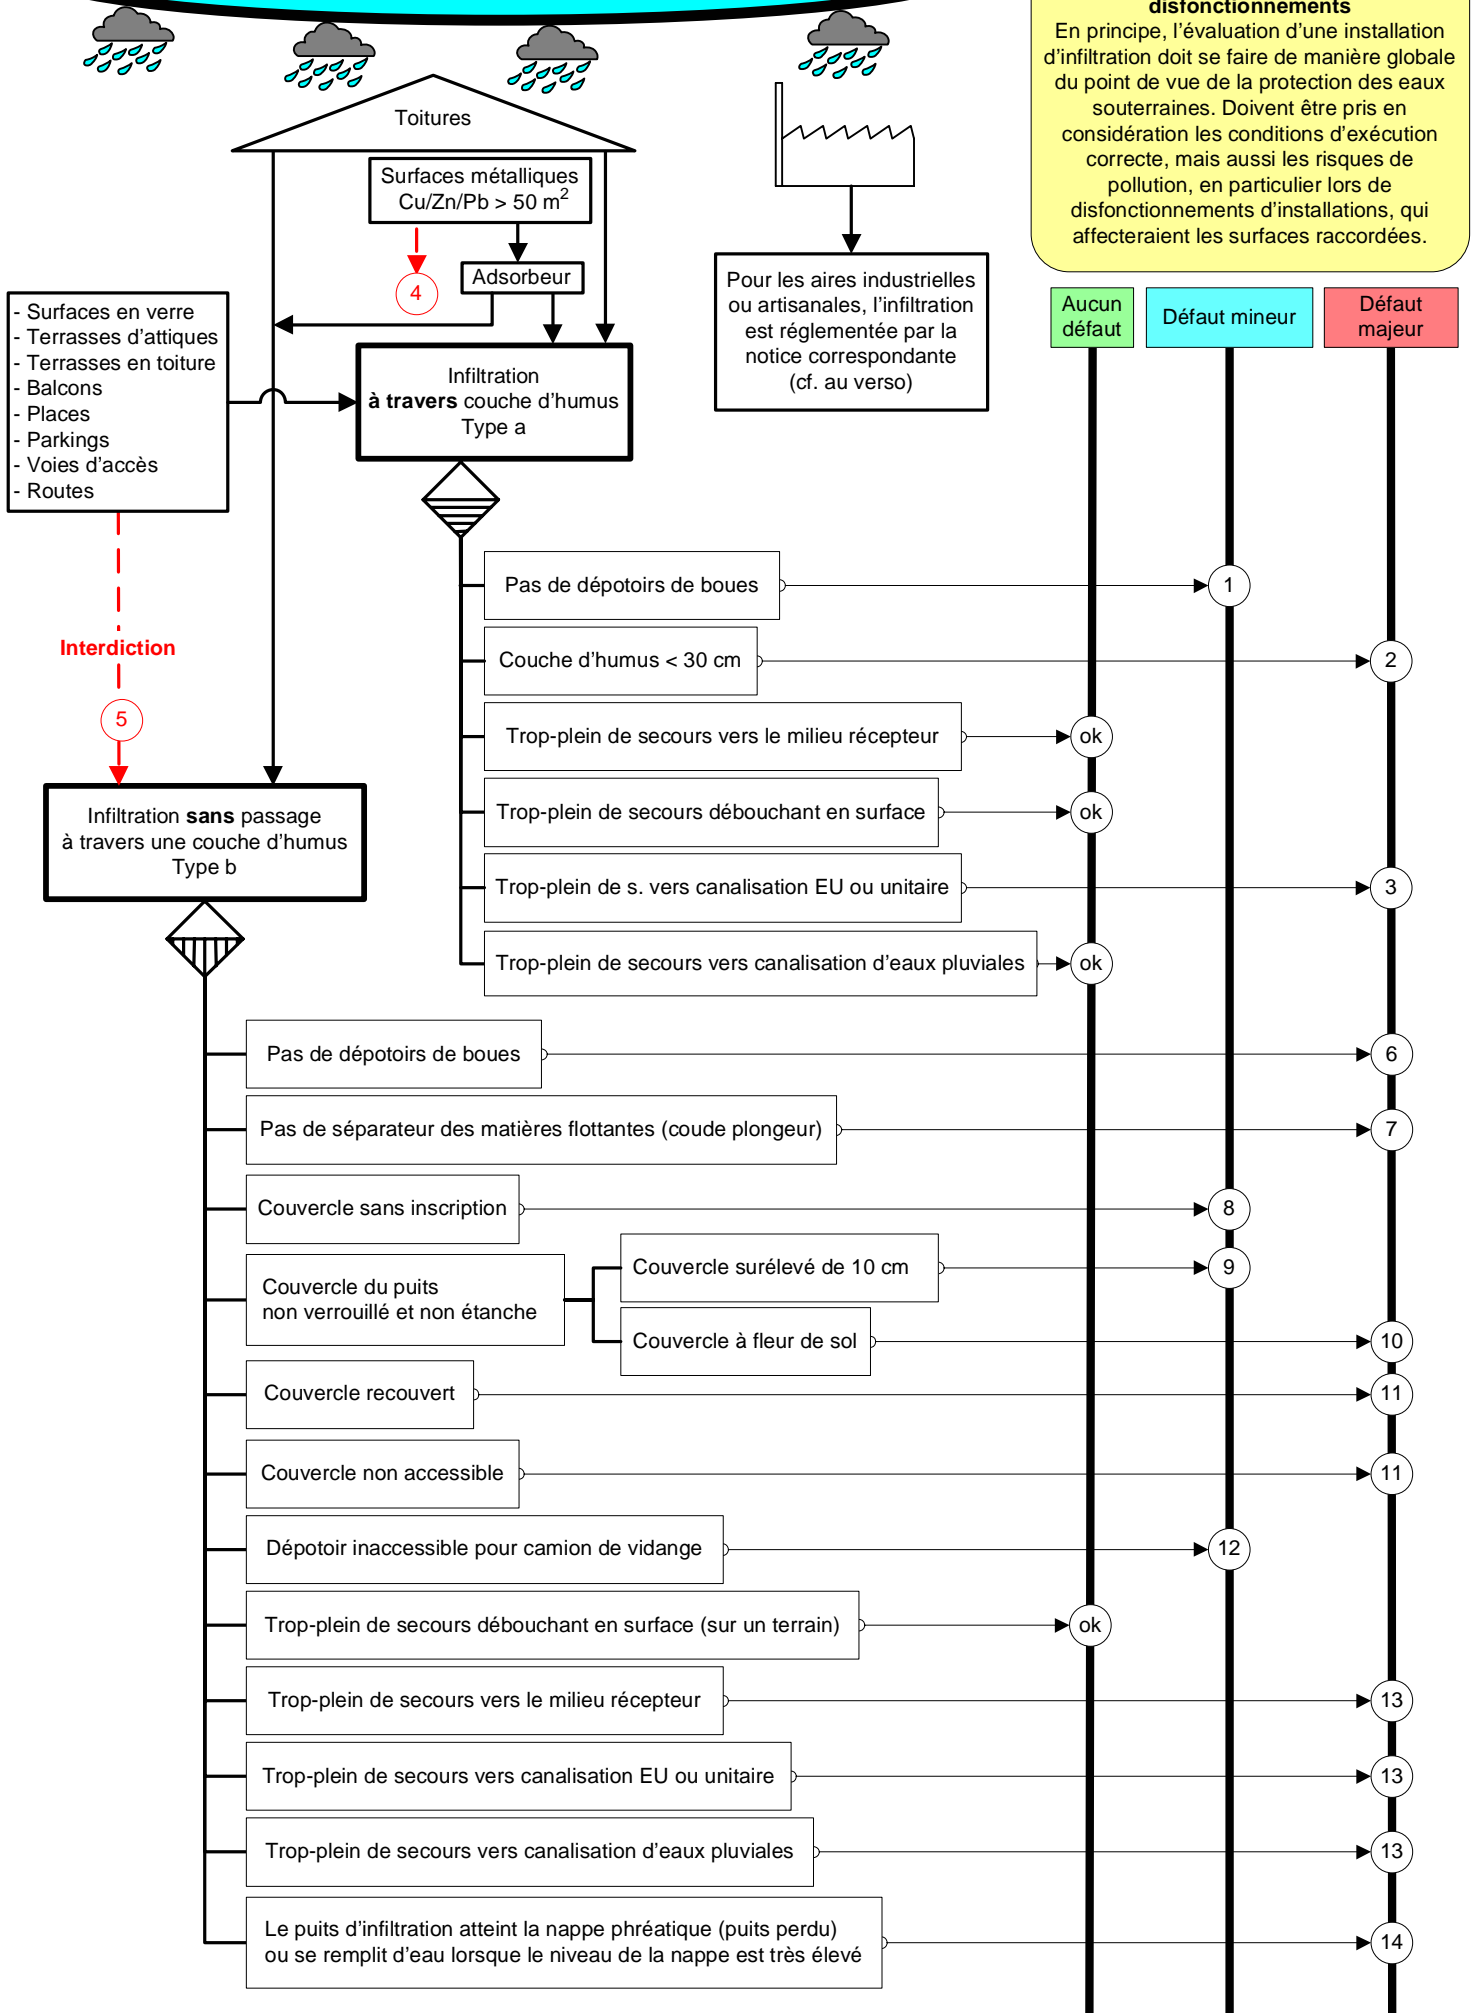 disfonctionnements
En principe, l'évaluation d'une installation
d'infiltration doit se faire de manière globale
du point de vue de la protection des eaux
souterraines. Doivent être pris en
considération les conditions d'exécution
correcte, mais aussi les risques de
pollution, en particulier lors de
disfonctionnements d'installations, qui
affecteraient les surfaces raccordées.
Toitures
Surfaces métalliques
Cu/Zn/Pb > 50 m²
4
Adsorbeur
Pour les aires industrielles
ou artisanales, l'infiltration
est réglementée par la
notice correspondante
(cf. au verso)
Aucun
défaut
Défaut mineur
Défaut
majeur
- Surfaces en verre
- Terrasses d'attiques
- Terrasses en toiture
- Balcons
- Places
- Parkings
- Voies d'accès
- Routes
Infiltration
à travers couche d'humus
Type a
Interdiction
5
Infiltration sans passage
à travers une couche d'humus
Type b
Pas de dépotoirs de boues
1
Couche d'humus < 30 cm
2
Trop-plein de secours vers le milieu récepteur
ok
Trop-plein de secours débouchant en surface
ok
Trop-plein de s. vers canalisation EU ou unitaire
3
Trop-plein de secours vers canalisation d'eaux pluviales
ok
Pas de dépotoirs de boues
6
Pas de séparateur des matières flottantes (coude plongeur)
7
Couvercle sans inscription
8
Couvercle du puits
non verrouillé et non étanche
Couvercle surélevé de 10 cm
9
Couvercle à fleur de sol
10
Couvercle recouvert
11
Couvercle non accessible
11
Dépotoir inaccessible pour camion de vidange
12
Trop-plein de secours débouchant en surface (sur un terrain)
ok
Trop-plein de secours vers le milieu récepteur
13
Trop-plein de secours vers canalisation EU ou unitaire
13
Trop-plein de secours vers canalisation d'eaux pluviales
13
Le puits d'infiltration atteint la nappe phréatique (puits perdu)
ou se remplit d'eau lorsque le niveau de la nappe est très élevé
14